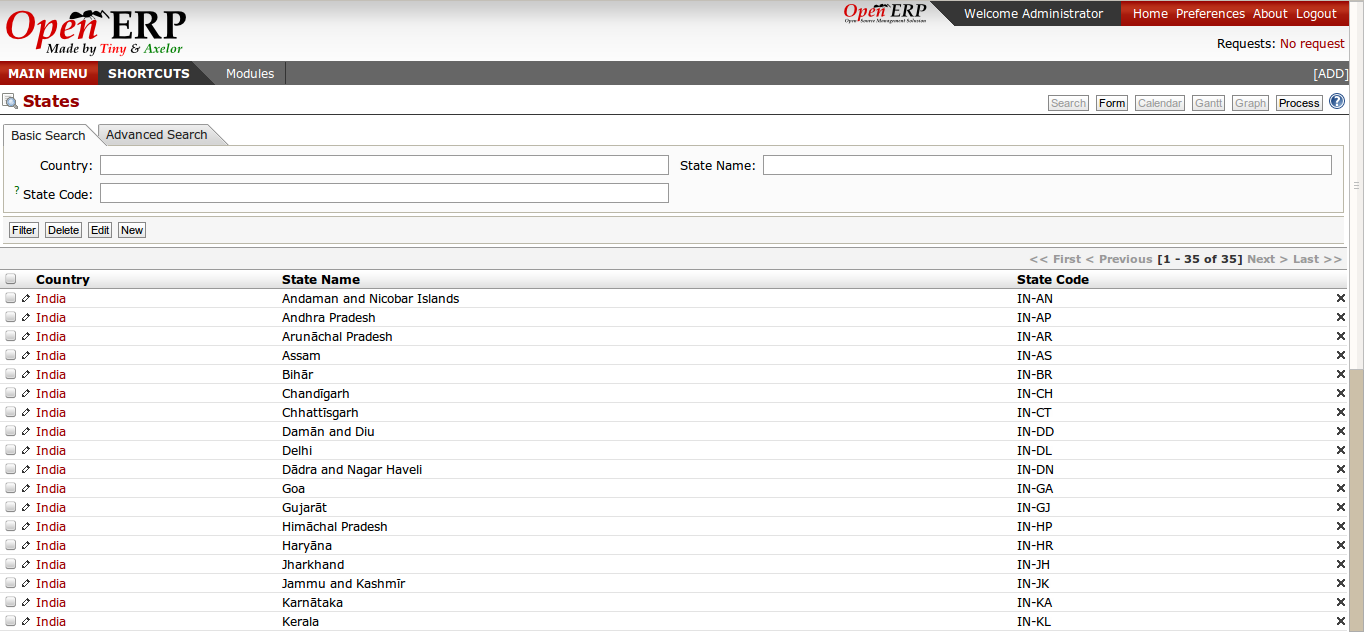 Open ERP
Made by Tiny & Axelor
Open ERP
Open Source Management Solution
Welcome Administrator
Home Preferences About Logout
Requests: No request
MAIN MENU SHORTCUTS Modules [ADD]
States
Search Form Calendar Gantt Graph Process ?
Basic Search Advanced Search
Country: State Name:
? State Code:
Filter Delete Edit New
<< First < Previous [1 - 35 of 35] Next > Last >>
Country State Name State Code
India Andaman and Nicobar Islands IN-AN
India Andhra Pradesh IN-AP
India Arunāchal Pradesh IN-AR
India Assam IN-AS
India Bihār IN-BR
India Chandīgarh IN-CH
India Chhattīsgarh IN-CT
India Damān and Diu IN-DD
India Delhi IN-DL
India Dādra and Nagar Haveli IN-DN
India Goa IN-GA
India Gujarāt IN-GJ
India Himāchal Pradesh IN-HP
India Haryāna IN-HR
India Jharkhand IN-JH
India Jammu and Kashmīr IN-JK
India Karnātaka IN-KA
India Kerala IN-KL